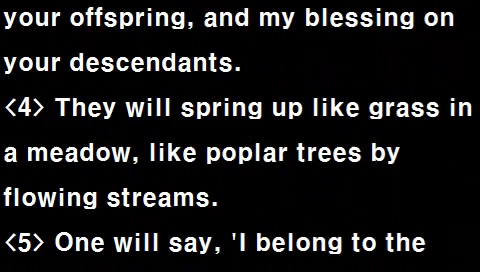 your offspring, and my blessing on
your descendants.
<4> They will spring up like grass in
a meadow, like poplar trees by
flowing streams.
<5> One will say, 'I belong to the